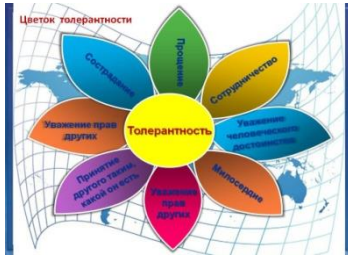 Цветок толерантности
Прощение
Сотрудничество
Уважение
человеческого
достоинство
Милосердие
Уважение
прав
других
Принятие
другого таким,
какой он есть
Уважение прав
других
Сострадание
Толерантность